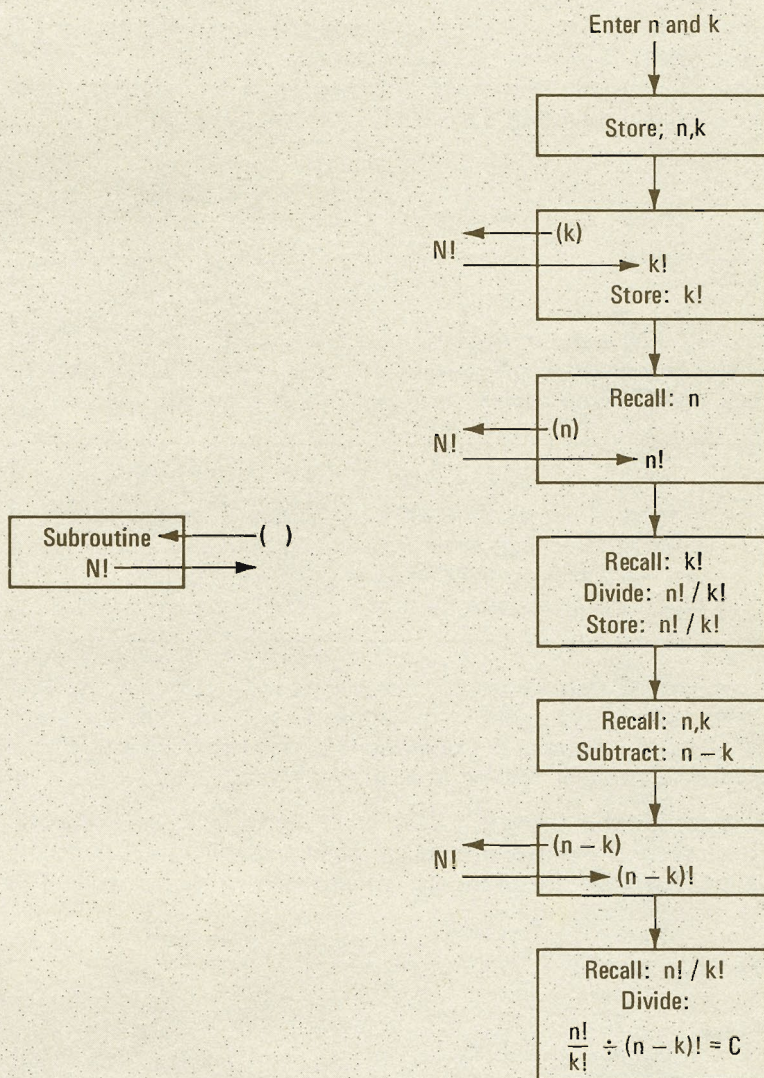 Enter n and k
Store; n,k
(k)
N!
k!
Store: k!
Recall: n
(n)
N!
n!
Subroutine ( )
N!
Recall: k!
Divide: n! / k!
Store: n! / k!
Recall: n,k
Subtract: n – k
(n – k)
N!
(n – k)!
Recall: n! / k!
Divide:
n!
÷ (n – k)! = C
k!